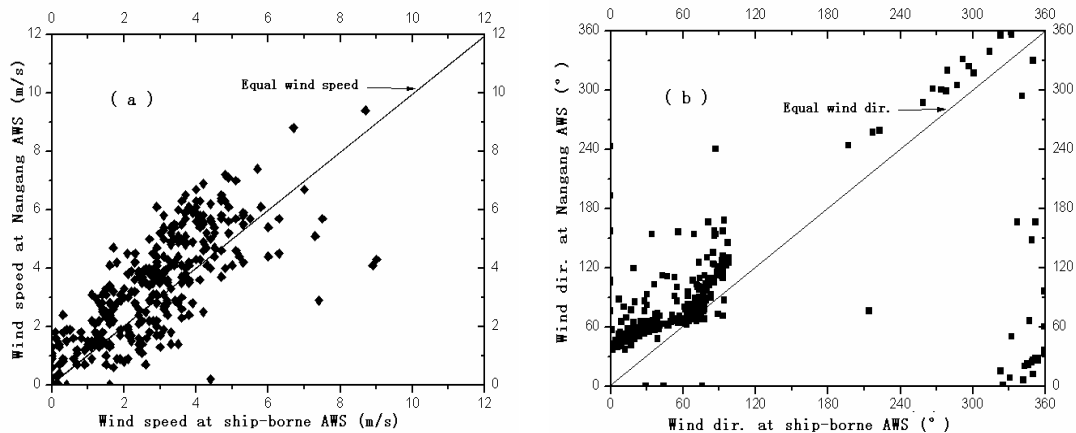 0 2 4 6 8 10 12
12 12
10 10
8 8
6 6
4 4
2 2
0 0
0 2 4 6 8 10 12
Wind speed at Nangang AWS (m/s)
Wind speed at ship-borne AWS (m/s)
( a )
Equal wind speed
0 60 120 180 240 300 360
360 360
300 300
240 240
180 180
120 120
60 60
0 0
0 60 120 180 240 300 360
Wind dir. at Nangang AWS (°)
Wind dir. at ship-borne AWS (°)
( b )
Equal wind dir.